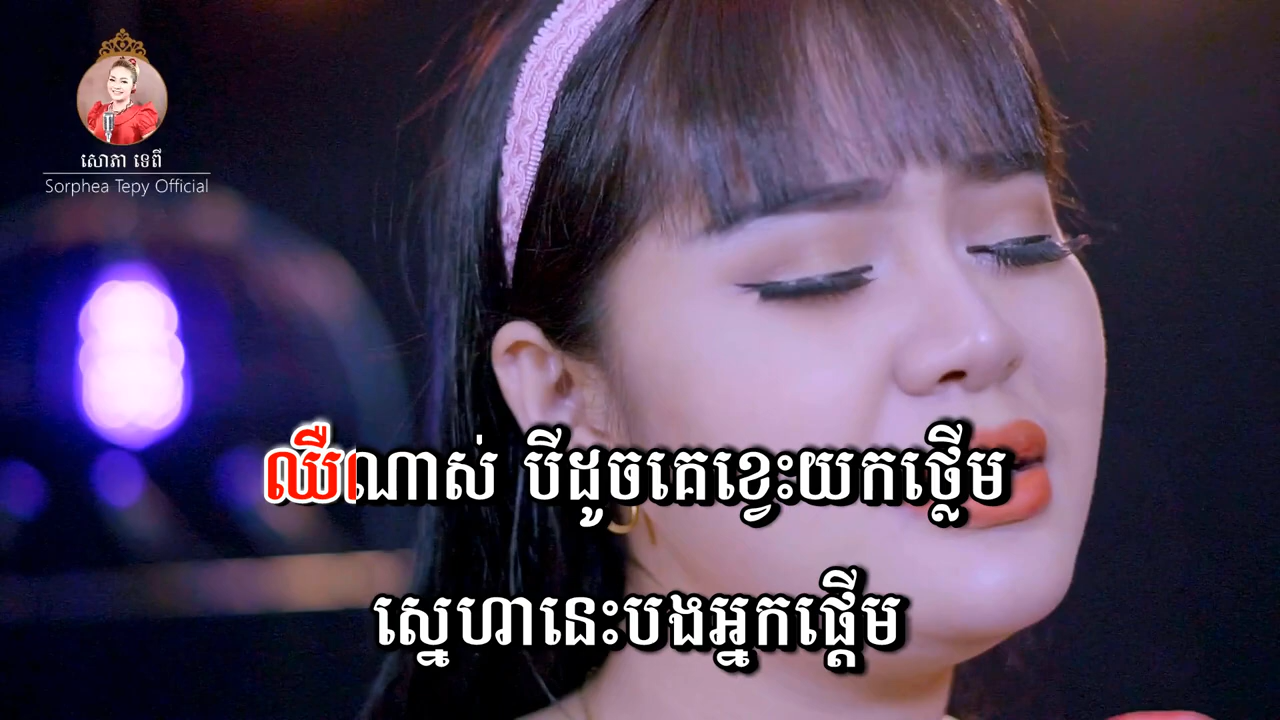 សោភា ទេពី
Sorphea Tepy Official
ឈឺណាស់ បីដូចគេខ្វេះយកថ្លើម
ស្នេហានេះបងអ្នកផ្ដើម